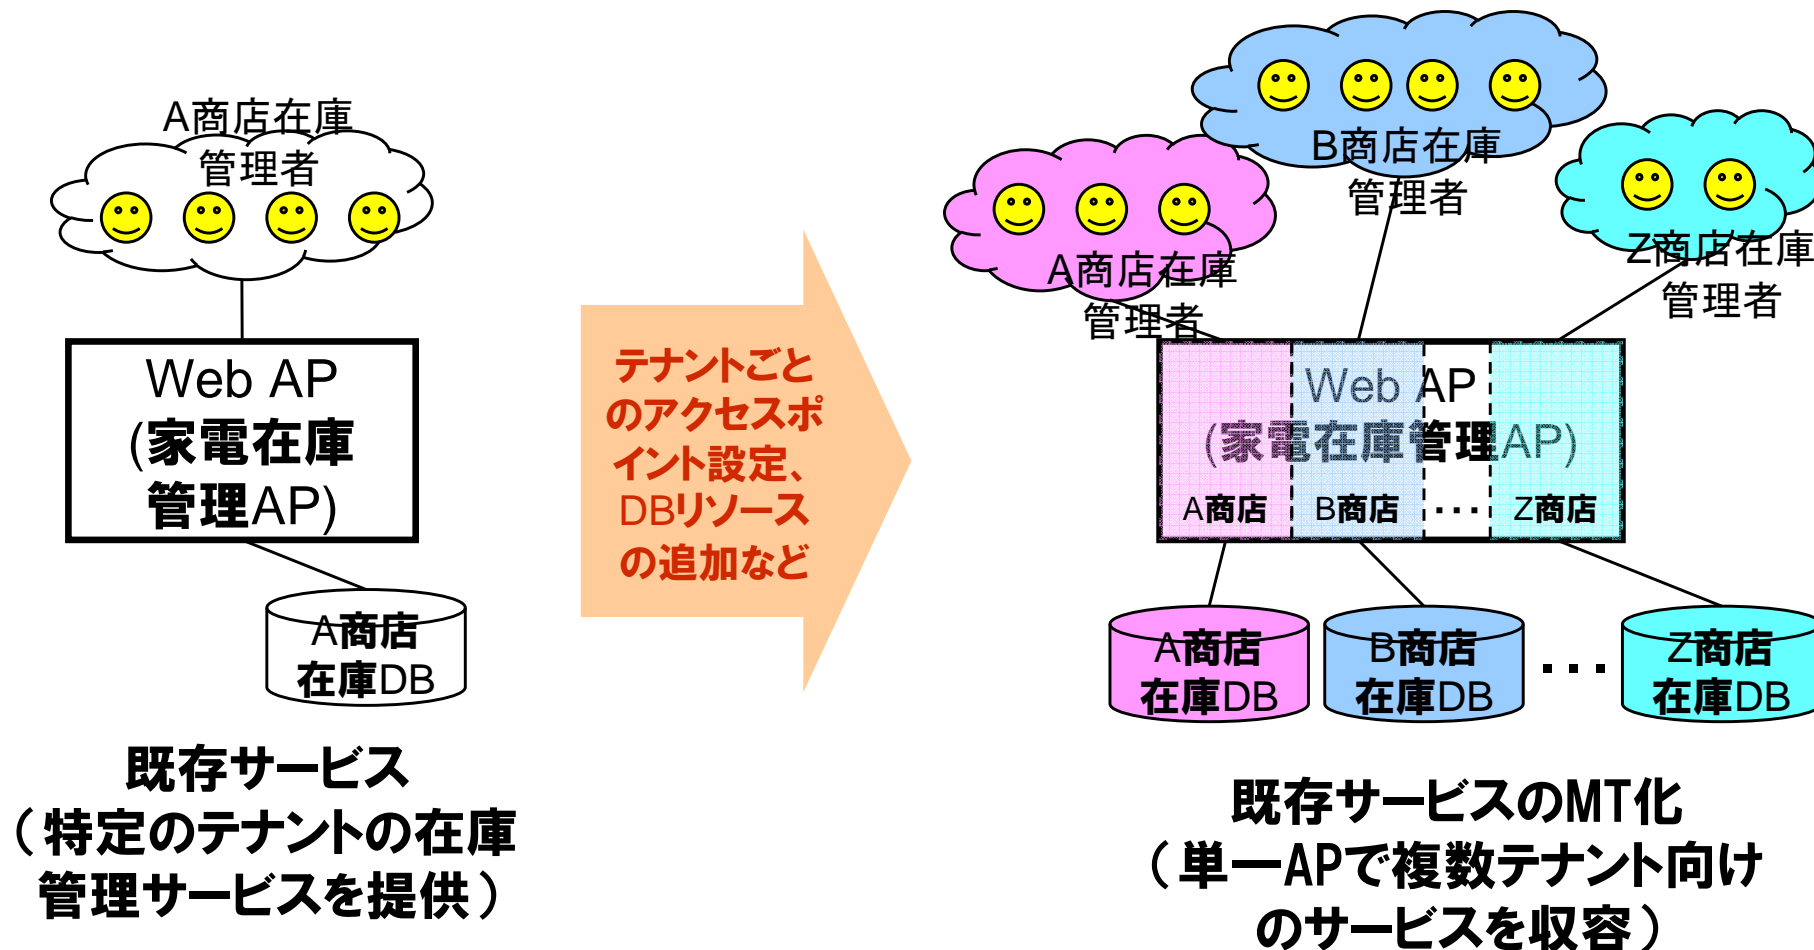 A商店在庫
管理者
Web AP
(家電在庫
管理AP)
A商店
在庫DB
既存サービス
（特定のテナントの在庫
管理サービスを提供）
テナントごと
のアクセスポ
イント設定、
DBリソース
の追加など
A商店在庫
管理者
B商店在庫
管理者
Z商店在庫
管理者
Web AP
(家電在庫管理AP)
A商店 B商店 ・・・ Z商店
A商店
在庫DB
B商店
在庫DB
・・・
Z商店
在庫DB
既存サービスのMT化
（単一APで複数テナント向け
のサービスを収容）